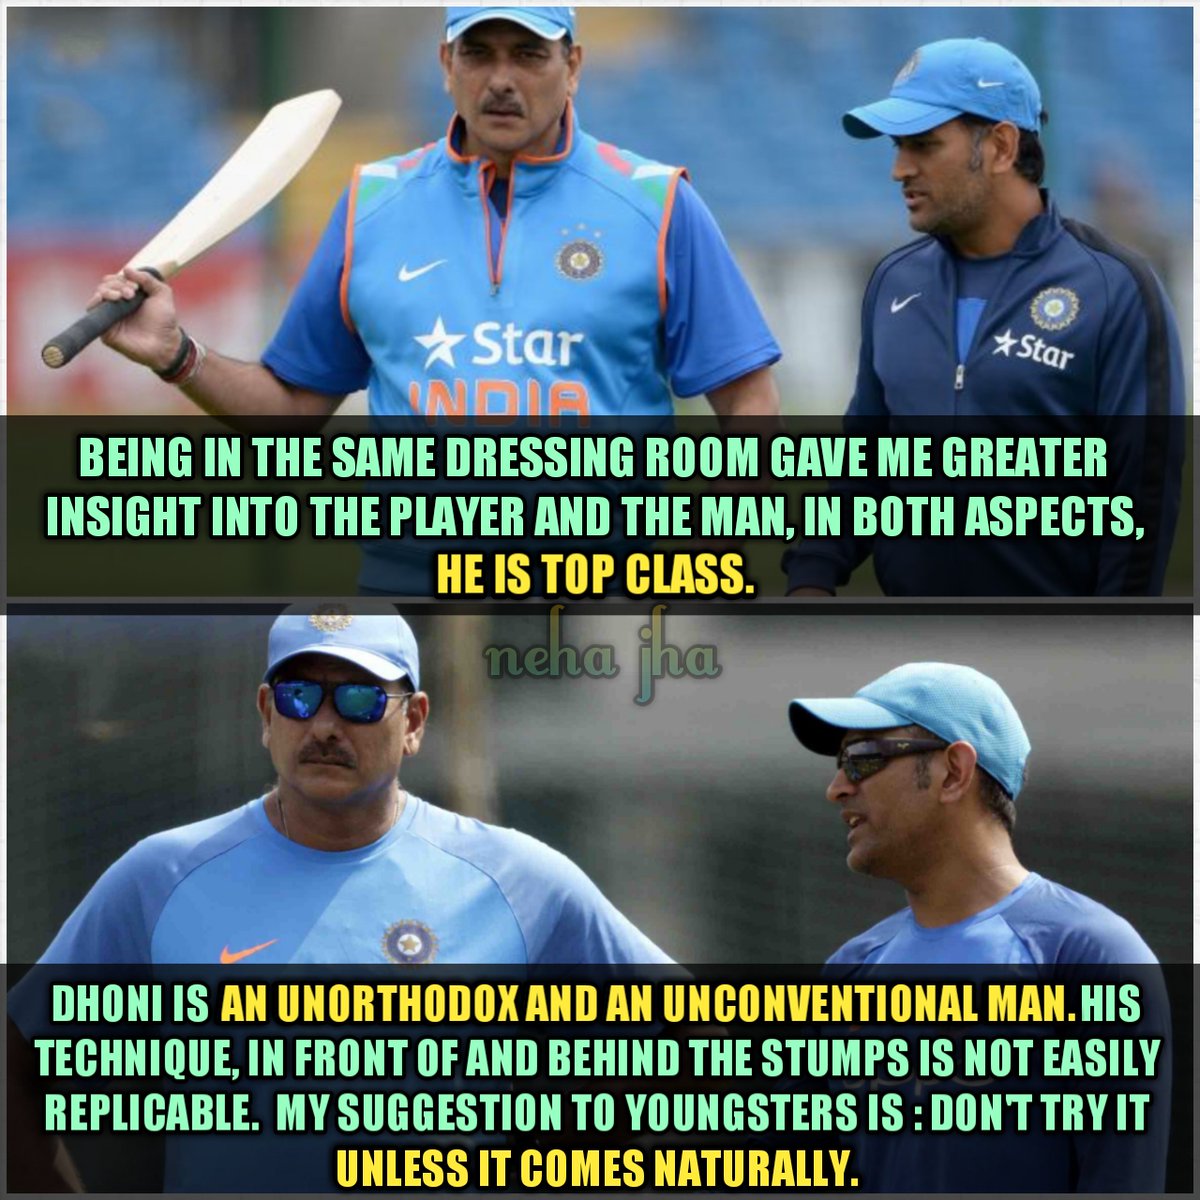 Star
INDIA
Star
BEING IN THE SAME DRESSING ROOM GAVE ME GREATER
INSIGHT INTO THE PLAYER AND THE MAN, IN BOTH ASPECTS,
HE IS TOP CLASS.
neha jha
DHONI IS AN UNORTHODOX AND AN UNCONVENTIONAL MAN. HIS
TECHNIQUE, IN FRONT OF AND BEHIND THE STUMPS IS NOT EASILY
REPLICABLE. MY SUGGESTION TO YOUNGSTERS IS : DON'T TRY IT
UNLESS IT COMES NATURALLY.